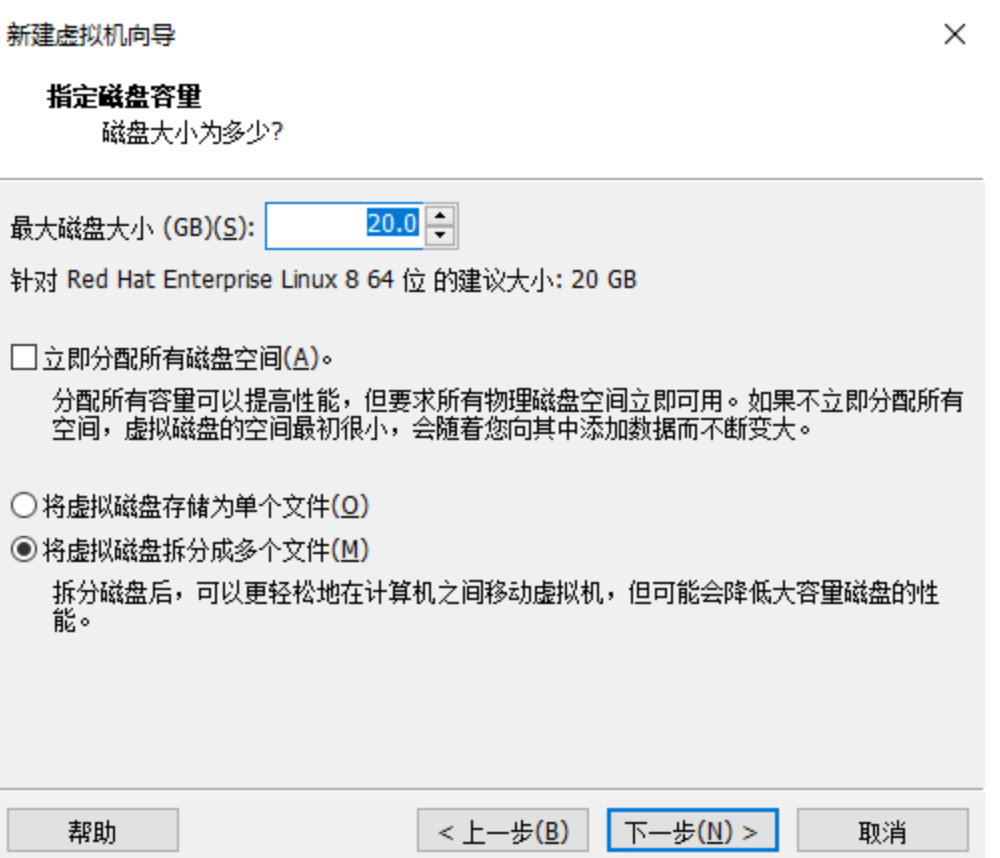 新建虚拟机向导
指定磁盘容量
磁盘大小为多少?
最大磁盘大小 (GB)(S): 20.0
针对 Red Hat Enterprise Linux 8 64 位 的建议大小: 20 GB
立即分配所有磁盘空间(A)。
分配所有容量可以提高性能，但要求所有物理磁盘空间立即可用。如果不立即分配所有
空间，虚拟磁盘的空间最初很小，会随着您向其中添加数据而不断变大。
将虚拟磁盘存储为单个文件(O)
将虚拟磁盘拆分成多个文件(M)
拆分磁盘后，可以更轻松地在计算机之间移动虚拟机，但可能会降低大容量磁盘的性
能。
帮助 < 上一步(B) 下一步(N) > 取消